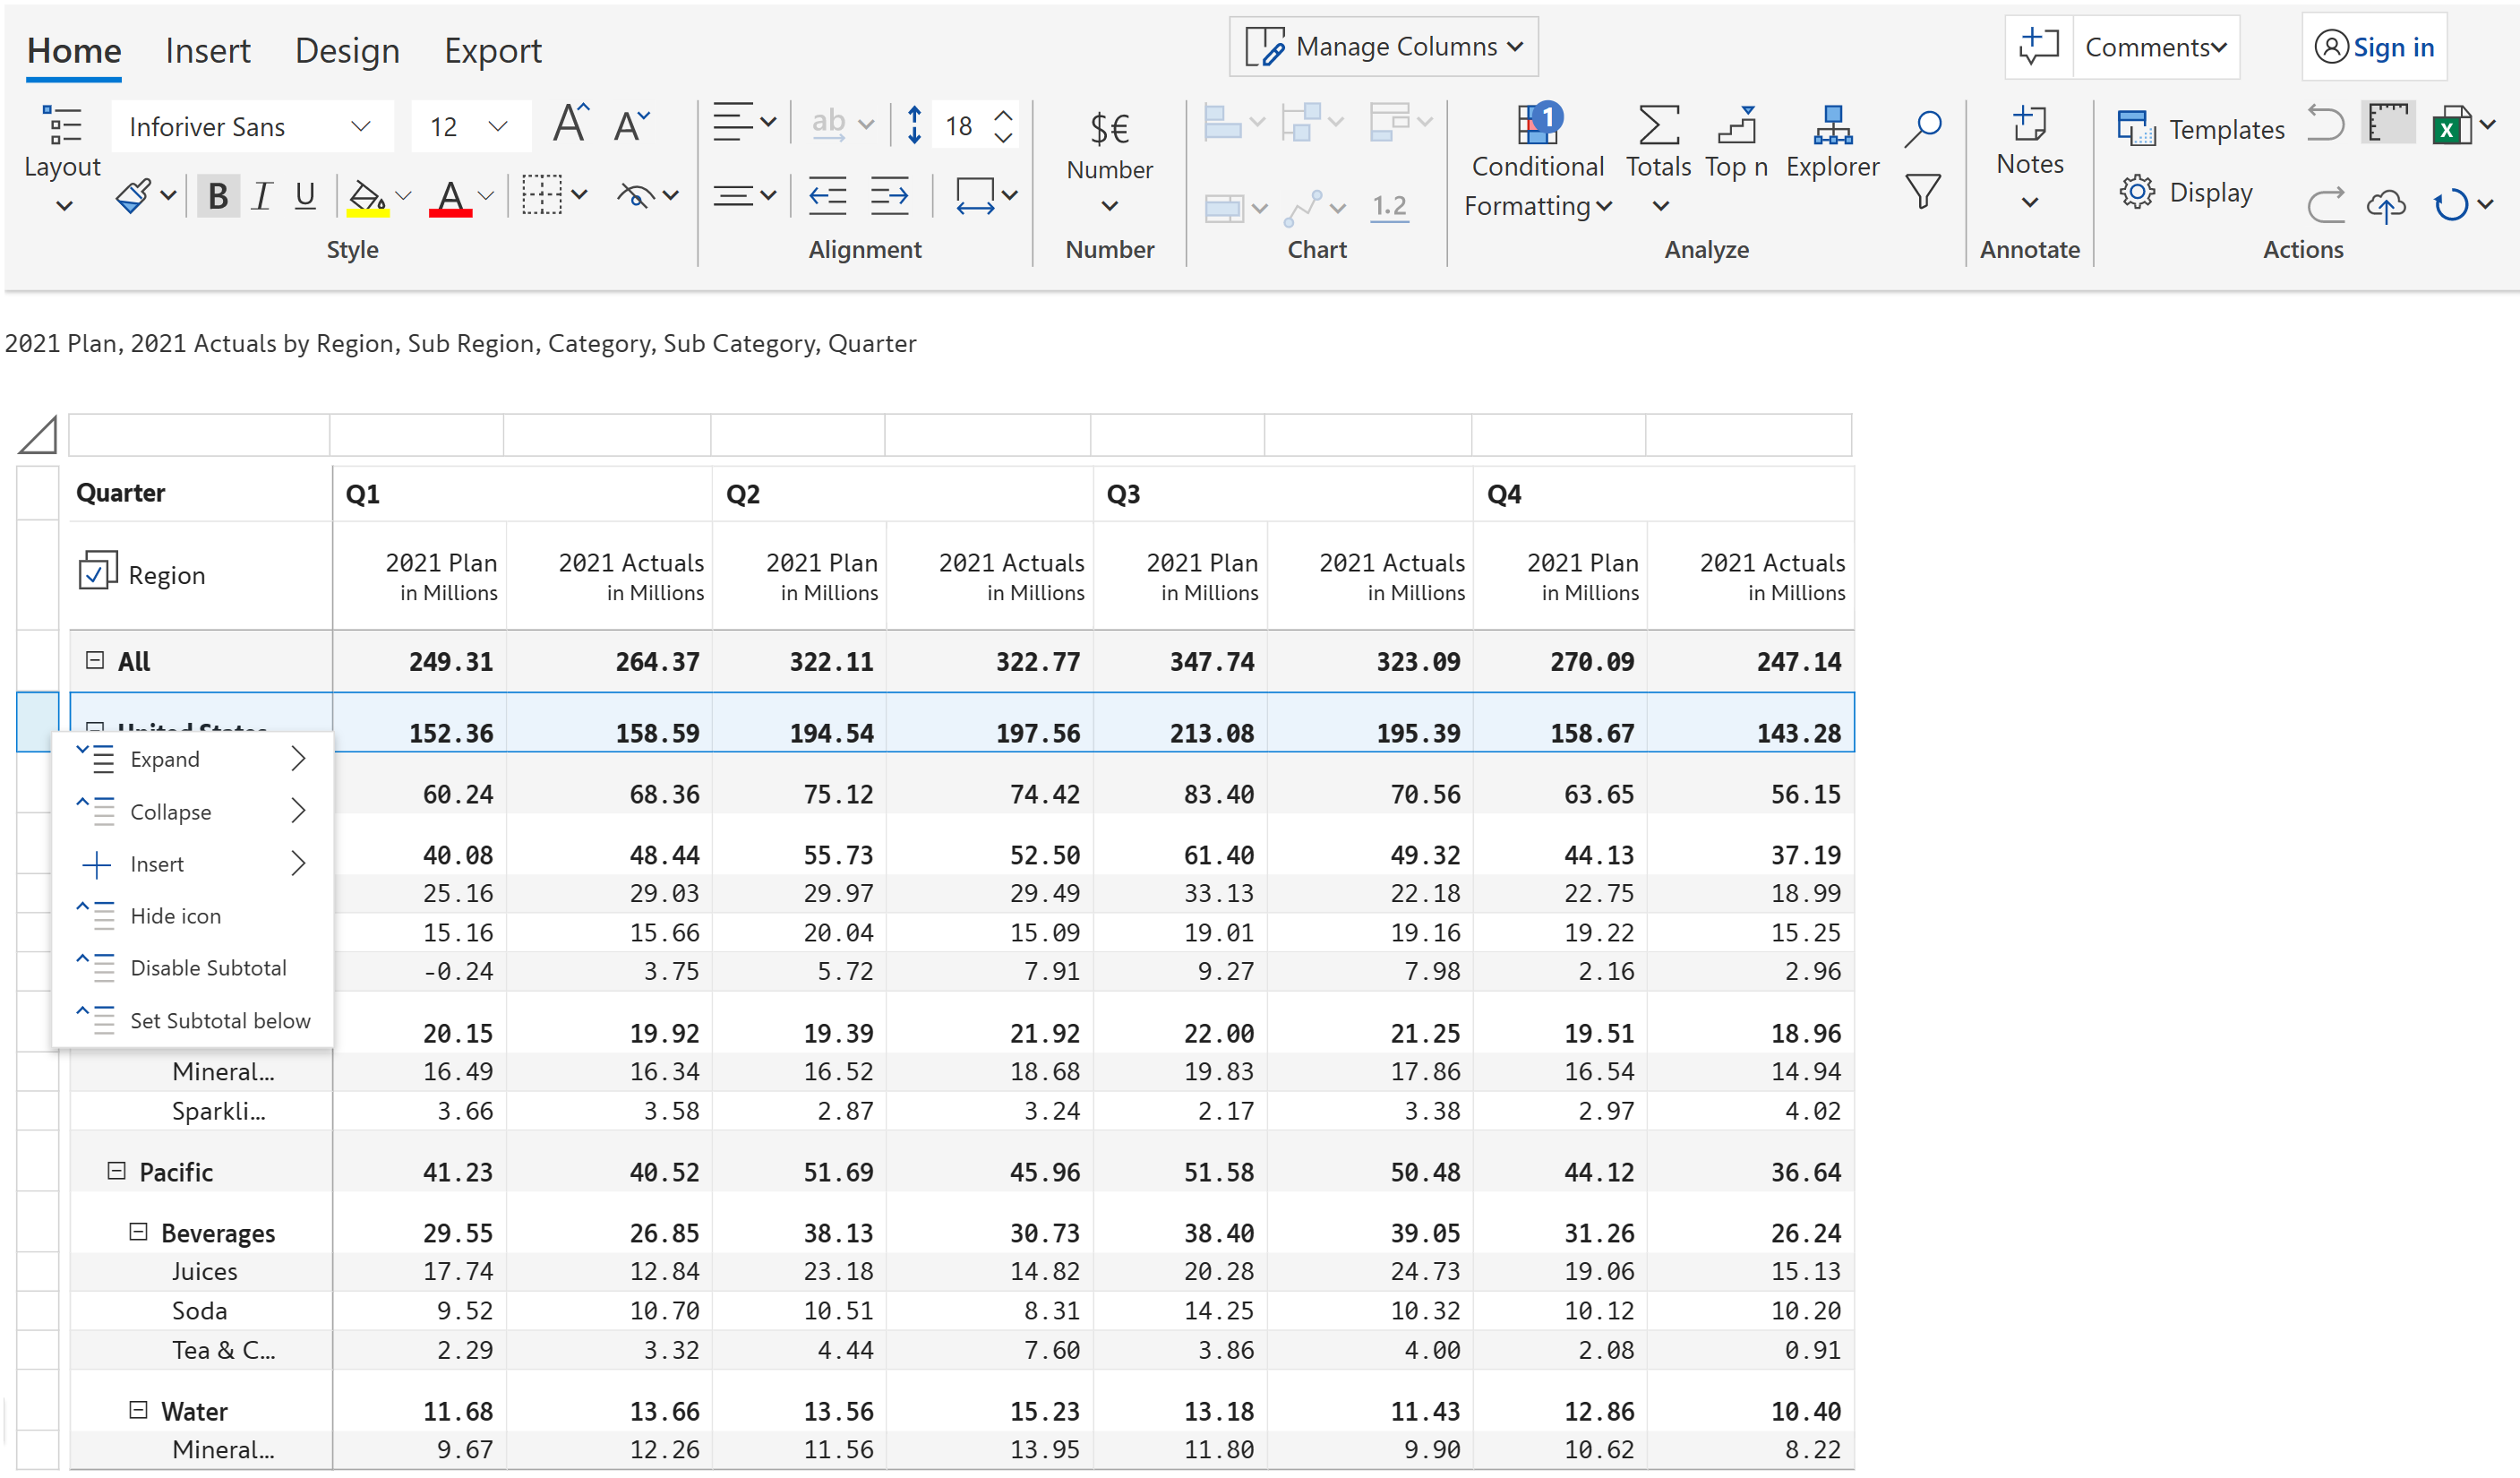 Home Insert Design Export Manage Columns Comments Sign in
Inforiver Sans 12 ab 18 $€ 1
Layout Number Conditional Totals Top n Explorer Notes Templates
B I U A 1.2 Formatting Display
Style Alignment Number Chart Analyze Annotate Actions
2021 Plan, 2021 Actuals by Region, Sub Region, Category, Sub Category, Quarter
Quarter Q1 Q2 Q3 Q4
Region 2021 Plan 2021 Actuals 2021 Plan 2021 Actuals 2021 Plan 2021 Actuals 2021 Plan 2021 Actuals
in Millions in Millions in Millions in Millions in Millions in Millions in Millions in Millions
All 249.31 264.37 322.11 322.77 347.74 323.09 270.09 247.14
United States 152.36 158.59 194.54 197.56 213.08 195.39 158.67 143.28
Expand
60.24 68.36 75.12 74.42 83.40 70.56 63.65 56.15
Collapse
40.08 48.44 55.73 52.50 61.40 49.32 44.13 37.19
Insert
25.16 29.03 29.97 29.49 33.13 22.18 22.75 18.99
Hide icon
15.16 15.66 20.04 15.09 19.01 19.16 19.22 15.25
Disable Subtotal
-0.24 3.75 5.72 7.91 9.27 7.98 2.16 2.96
Set Subtotal below
20.15 19.92 19.39 21.92 22.00 21.25 19.51 18.96
Mineral... 16.49 16.34 16.52 18.68 19.83 17.86 16.54 14.94
Sparkli... 3.66 3.58 2.87 3.24 2.17 3.38 2.97 4.02
Pacific 41.23 40.52 51.69 45.96 51.58 50.48 44.12 36.64
Beverages 29.55 26.85 38.13 30.73 38.40 39.05 31.26 26.24
Juices 17.74 12.84 23.18 14.82 20.28 24.73 19.06 15.13
Soda 9.52 10.70 10.51 8.31 14.25 10.32 10.12 10.20
Tea & C... 2.29 3.32 4.44 7.60 3.86 4.00 2.08 0.91
Water 11.68 13.66 13.56 15.23 13.18 11.43 12.86 10.40
Mineral... 9.67 12.26 11.56 13.95 11.80 9.90 10.62 8.22